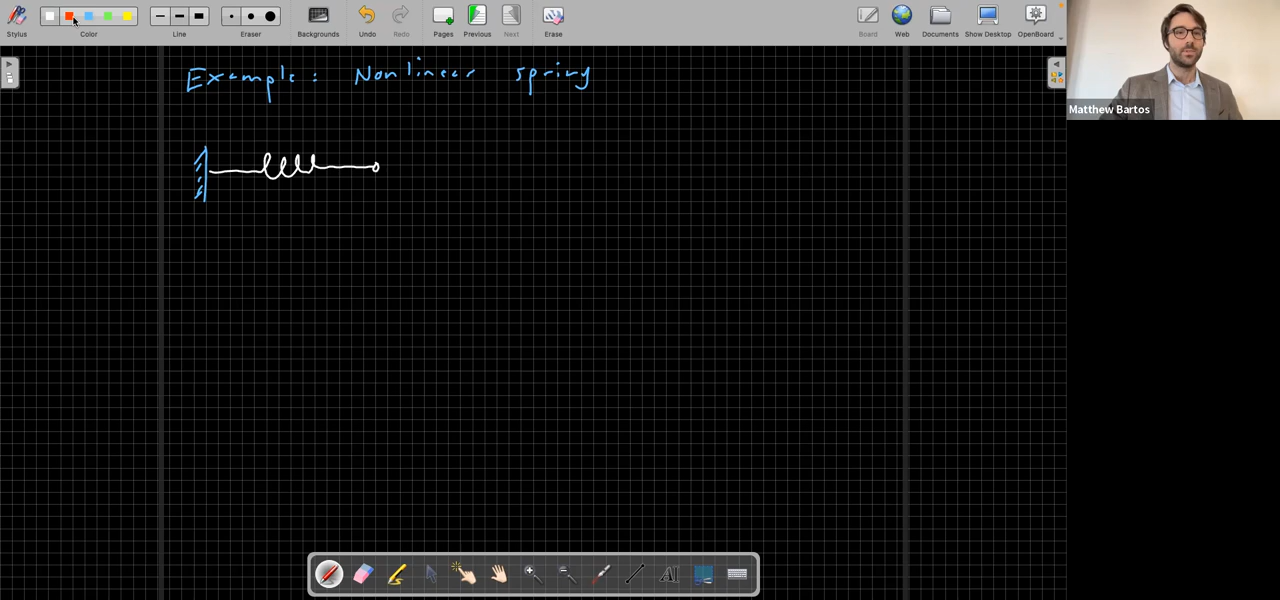 Stylus
Color
Line
Eraser
Backgrounds
Undo
Redo
Pages
Previous
Next
Erase
Board
Web
Documents
Show Desktop
OpenBoard
Matthew Bartos
Example: Nonlinear spring
AI